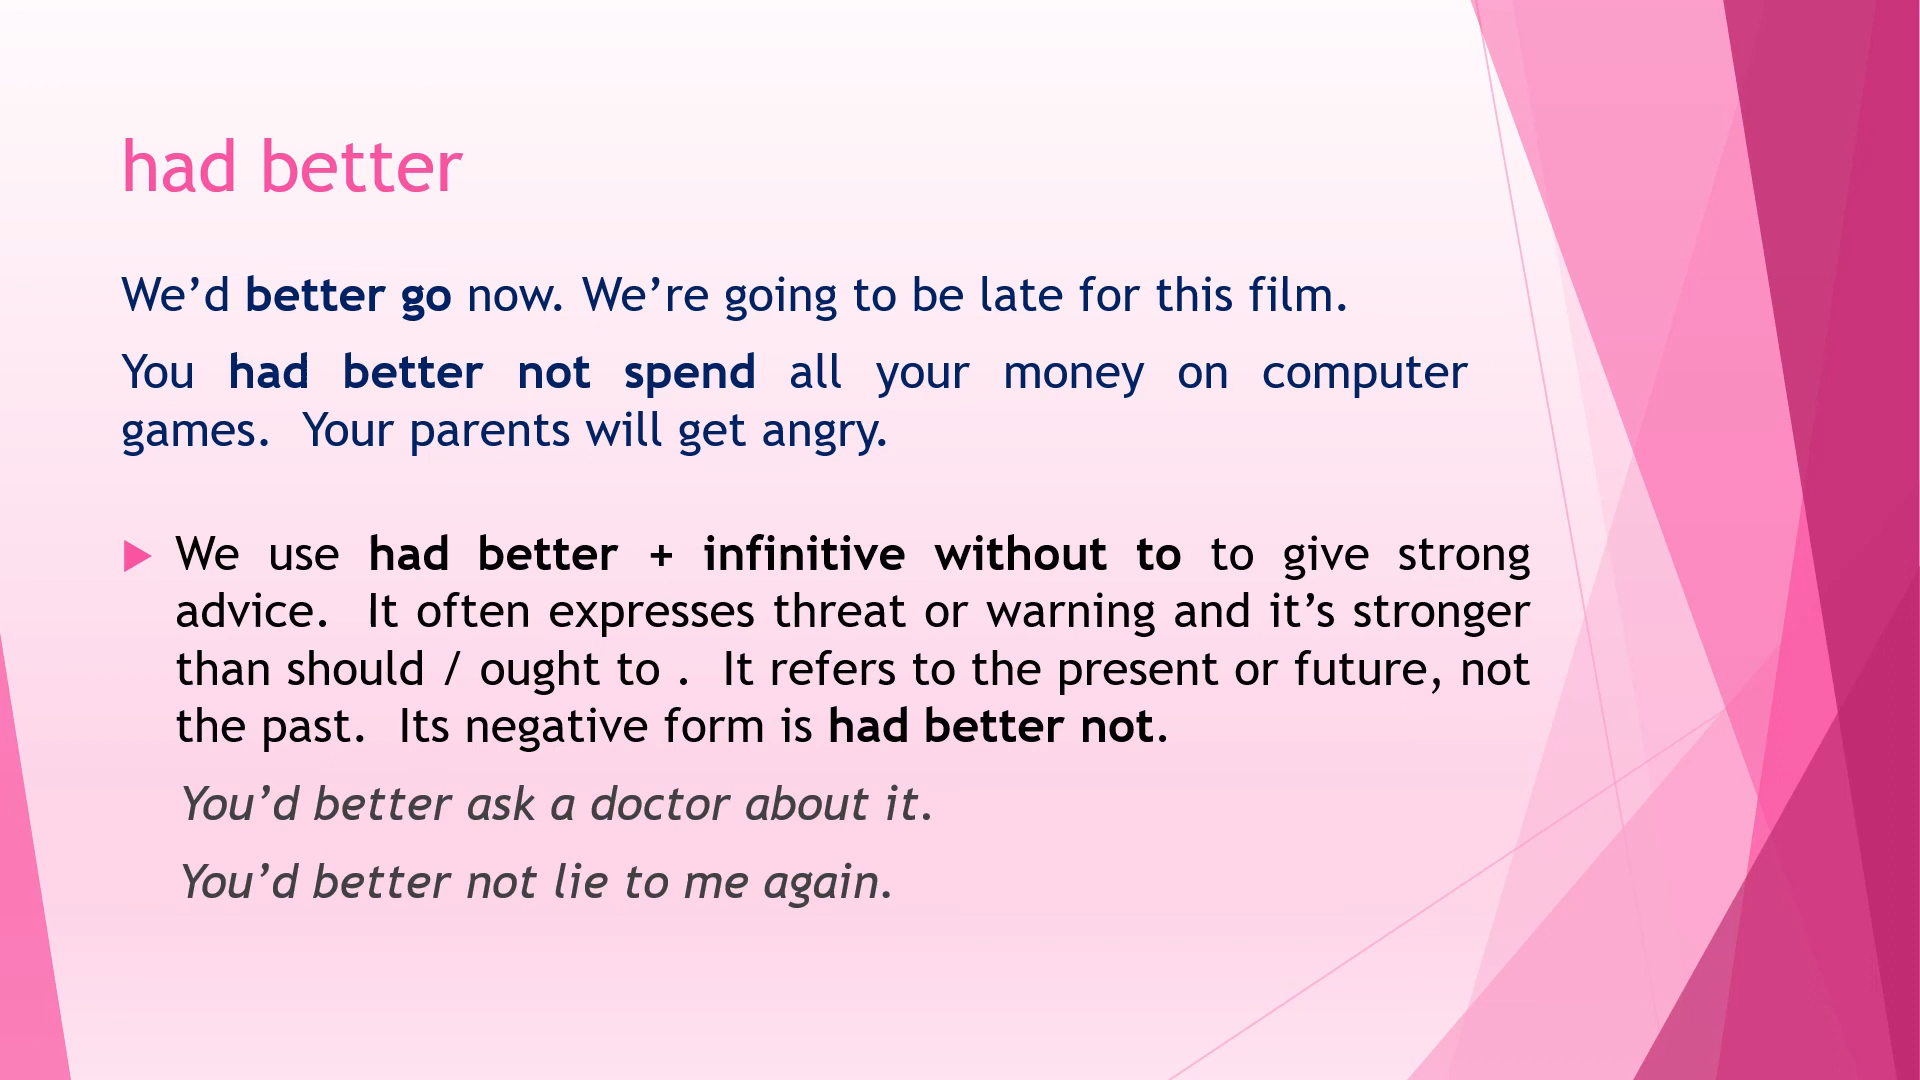 had better
We’d better go now. We’re going to be late for this film.
You had better not spend all your money on computer
games.  Your parents will get angry.
We use had better + infinitive without to to give strong
advice.  It often expresses threat or warning and it’s stronger
than should / ought to .  It refers to the present or future, not
the past.  Its negative form is had better not.
You’d better ask a doctor about it.
You’d better not lie to me again.